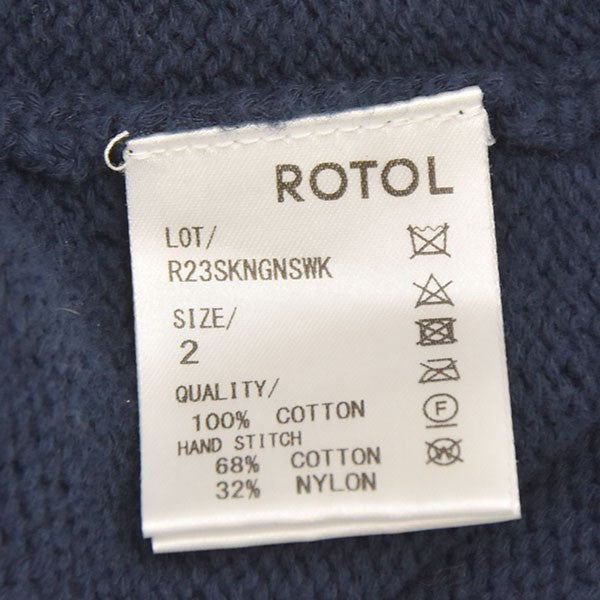 ROTOL
LOT/
R23SKNGNSWK
SIZE/
2
QUALITY/
100% COTTON
HAND STITCH
68% COTTON
32% NYLON
F
W